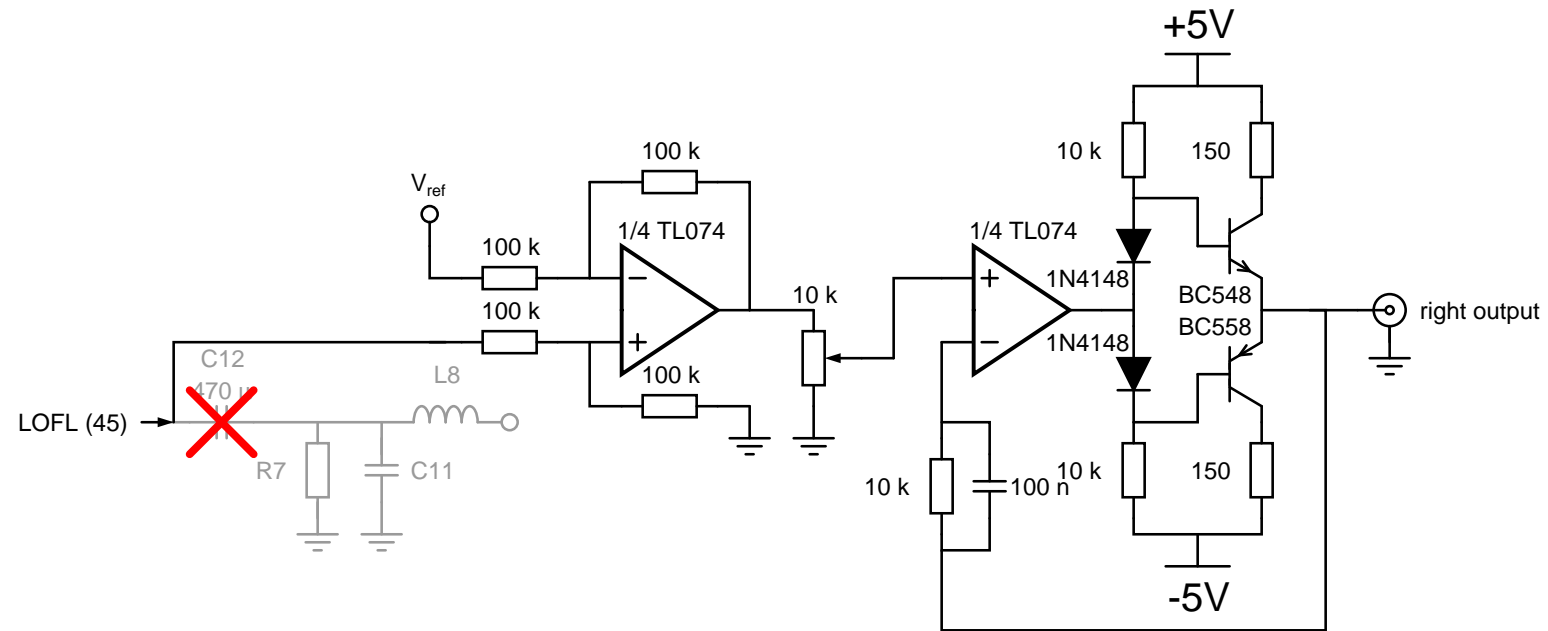 +5V
100 k
10 k
150
V_ref
1/4 TL074
1/4 TL074
100 k
1N4148
10 k
BC548
100 k
right output
BC558
1N4148
C12
L8
470 µ
100 k
LOFL (45)
R7
C11
10 k
100 n
10 k
150
-5V